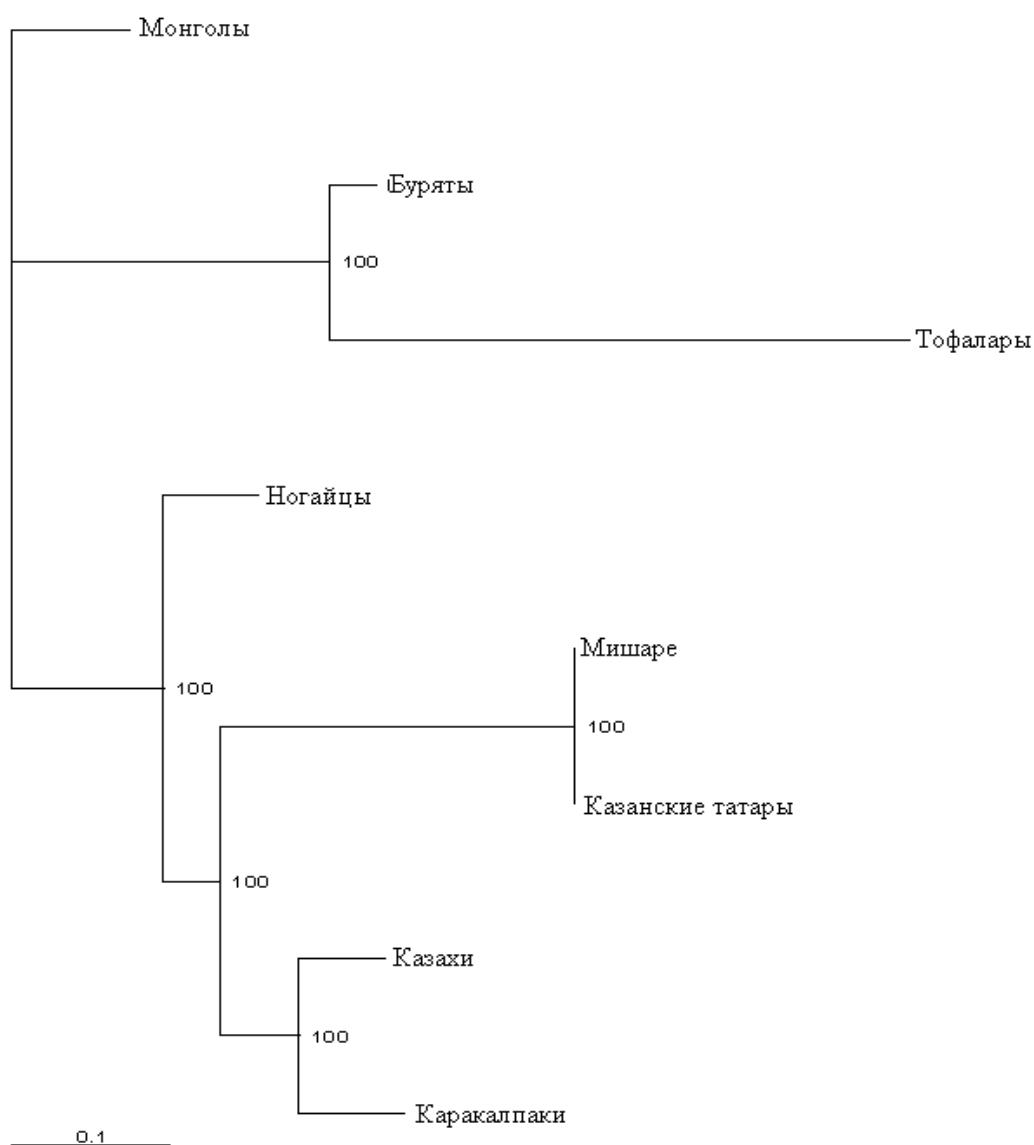 Монголы
Буряты
100
Тофалары
Ногайцы
Мишаре
100
100
Казанские татары
100
Казахи
100
Каракалпаки
0.1